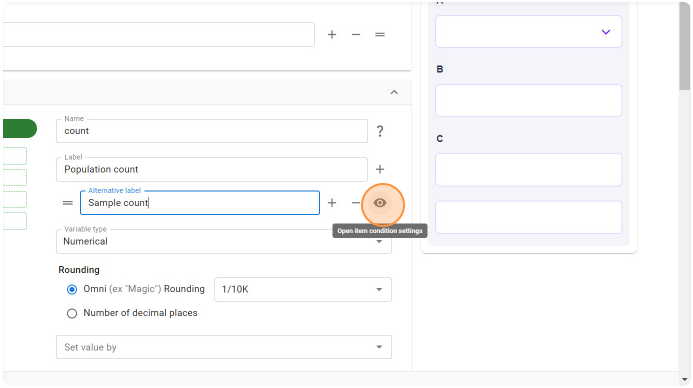 B
Name
count
?
C
Label
Population count
Alternative label
Sample count
Open item condition settings
Variable type
Numerical
Rounding
Omni (ex "Magic") Rounding
1/10K
Number of decimal places
Set value by